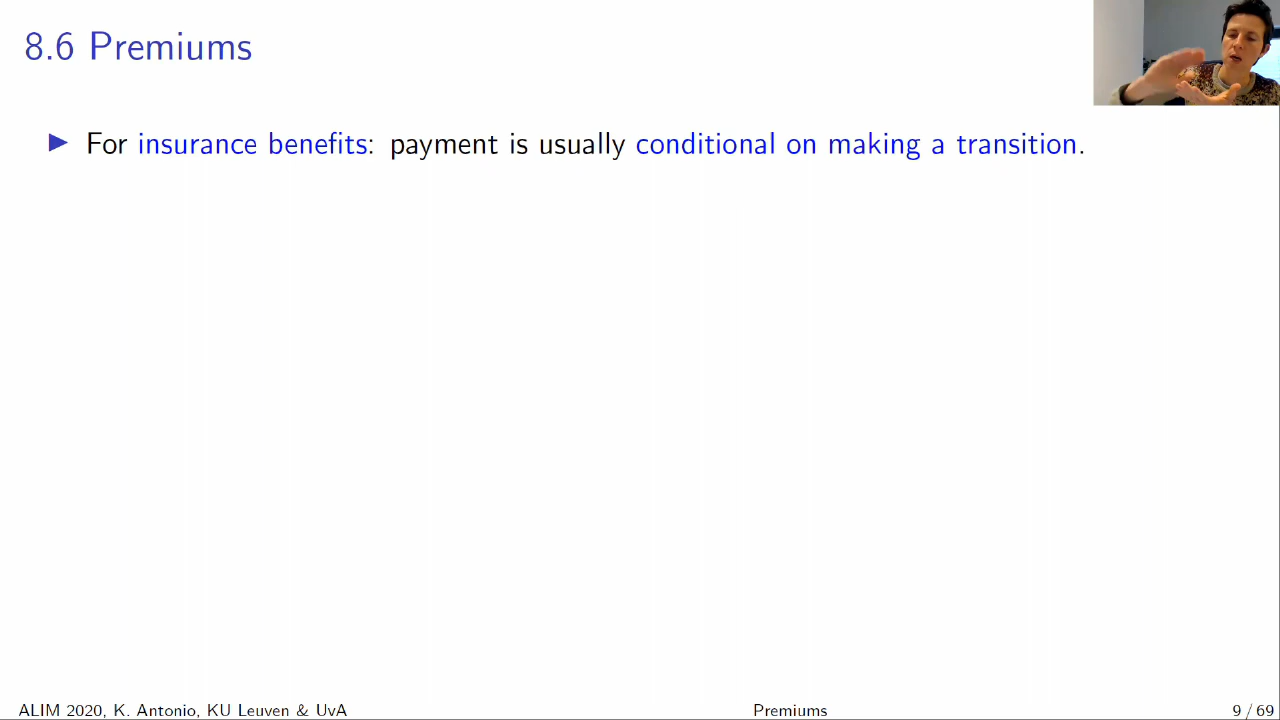 8.6 Premiums
▶ For insurance benefits: payment is usually conditional on making a transition.
ALIM 2020, K. Antonio, KU Leuven & UvA Premiums 9 / 69